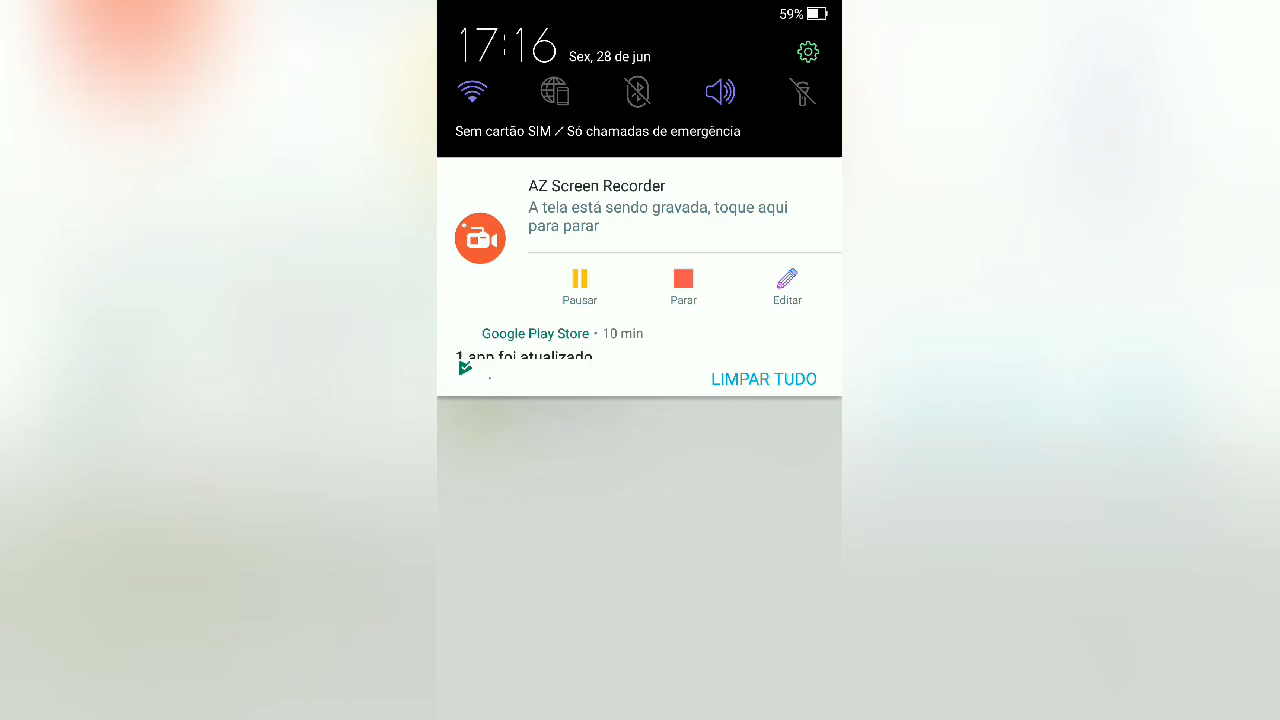 59%
17:16 Sex, 28 de jun
Sem cartão SIM / Só chamadas de emergência
AZ Screen Recorder
A tela está sendo gravada, toque aqui
para parar
Pausar Parar Editar
Google Play Store · 10 min
1 app foi atualizado
LIMPAR TUDO